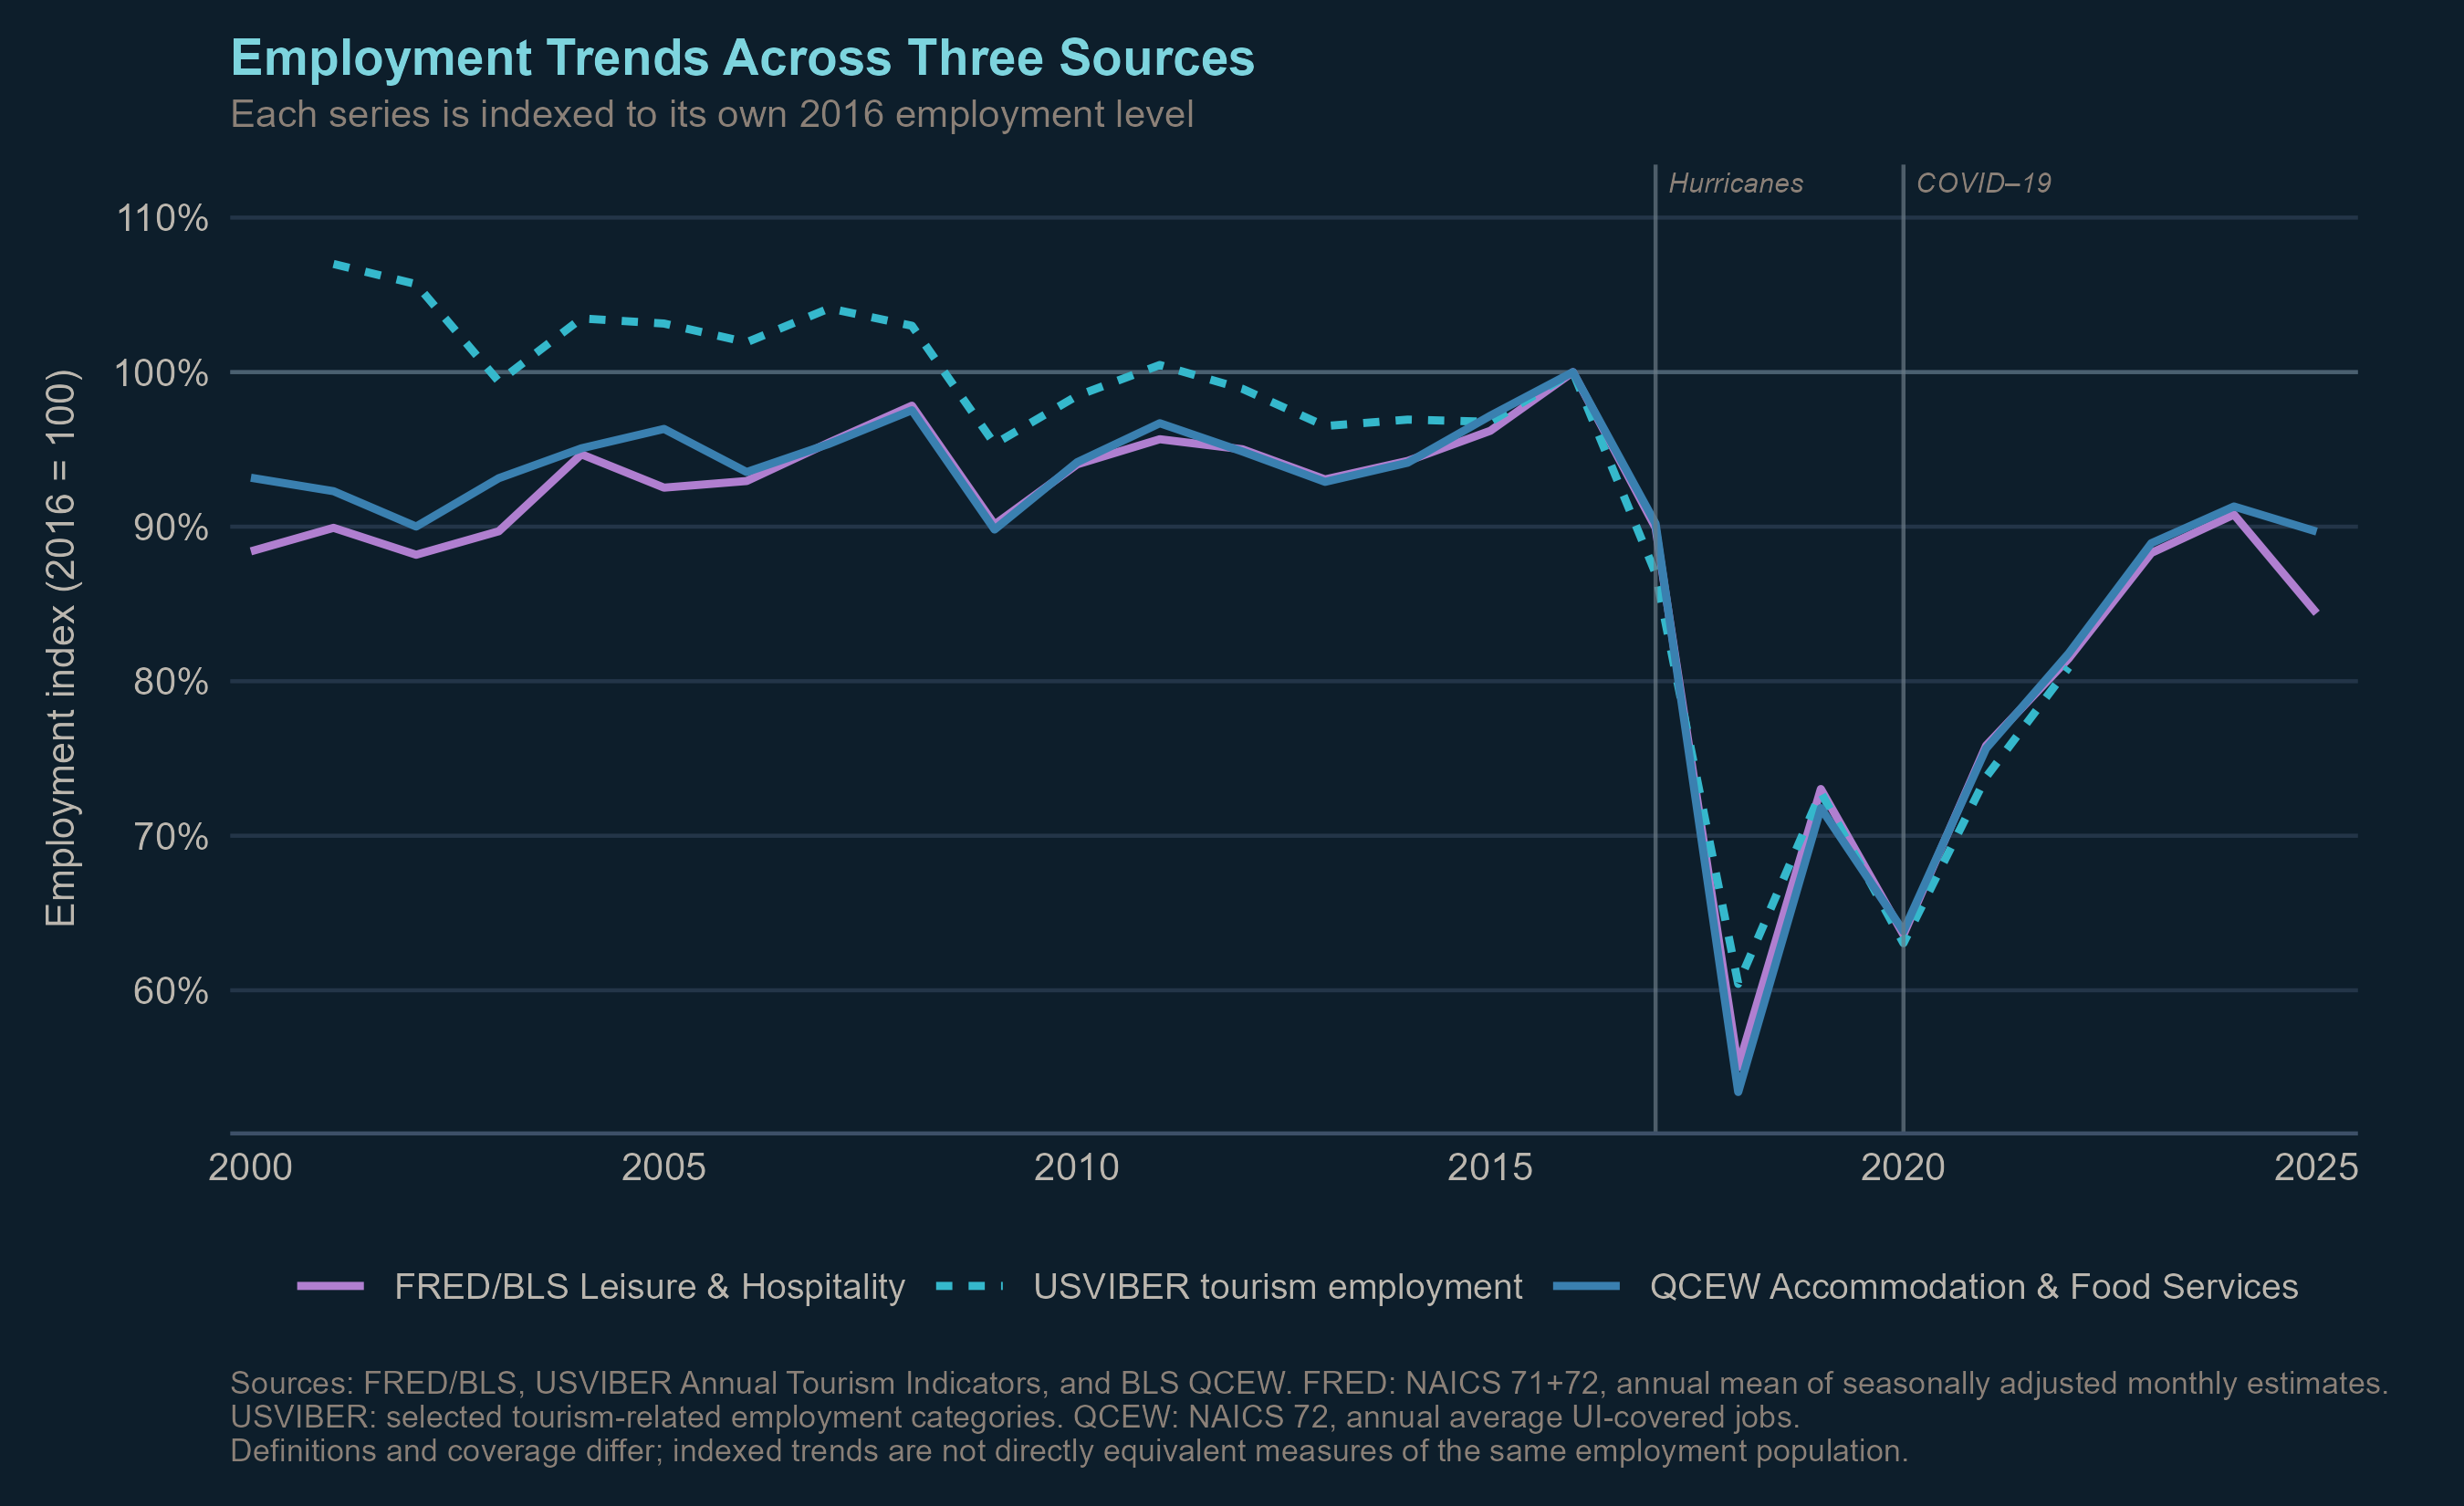 Employment Trends Across Three Sources
Each series is indexed to its own 2016 employment level
Hurricanes
COVID–19
110%
100%
90%
80%
70%
60%
Employment index (2016 = 100)
2000
2005
2010
2015
2020
2025
FRED/BLS Leisure & Hospitality
USVIBER tourism employment
QCEW Accommodation & Food Services
Sources: FRED/BLS, USVIBER Annual Tourism Indicators, and BLS QCEW. FRED: NAICS 71+72, annual mean of seasonally adjusted monthly estimates.
USVIBER: selected tourism-related employment categories. QCEW: NAICS 72, annual average UI-covered jobs.
Definitions and coverage differ; indexed trends are not directly equivalent measures of the same employment population.